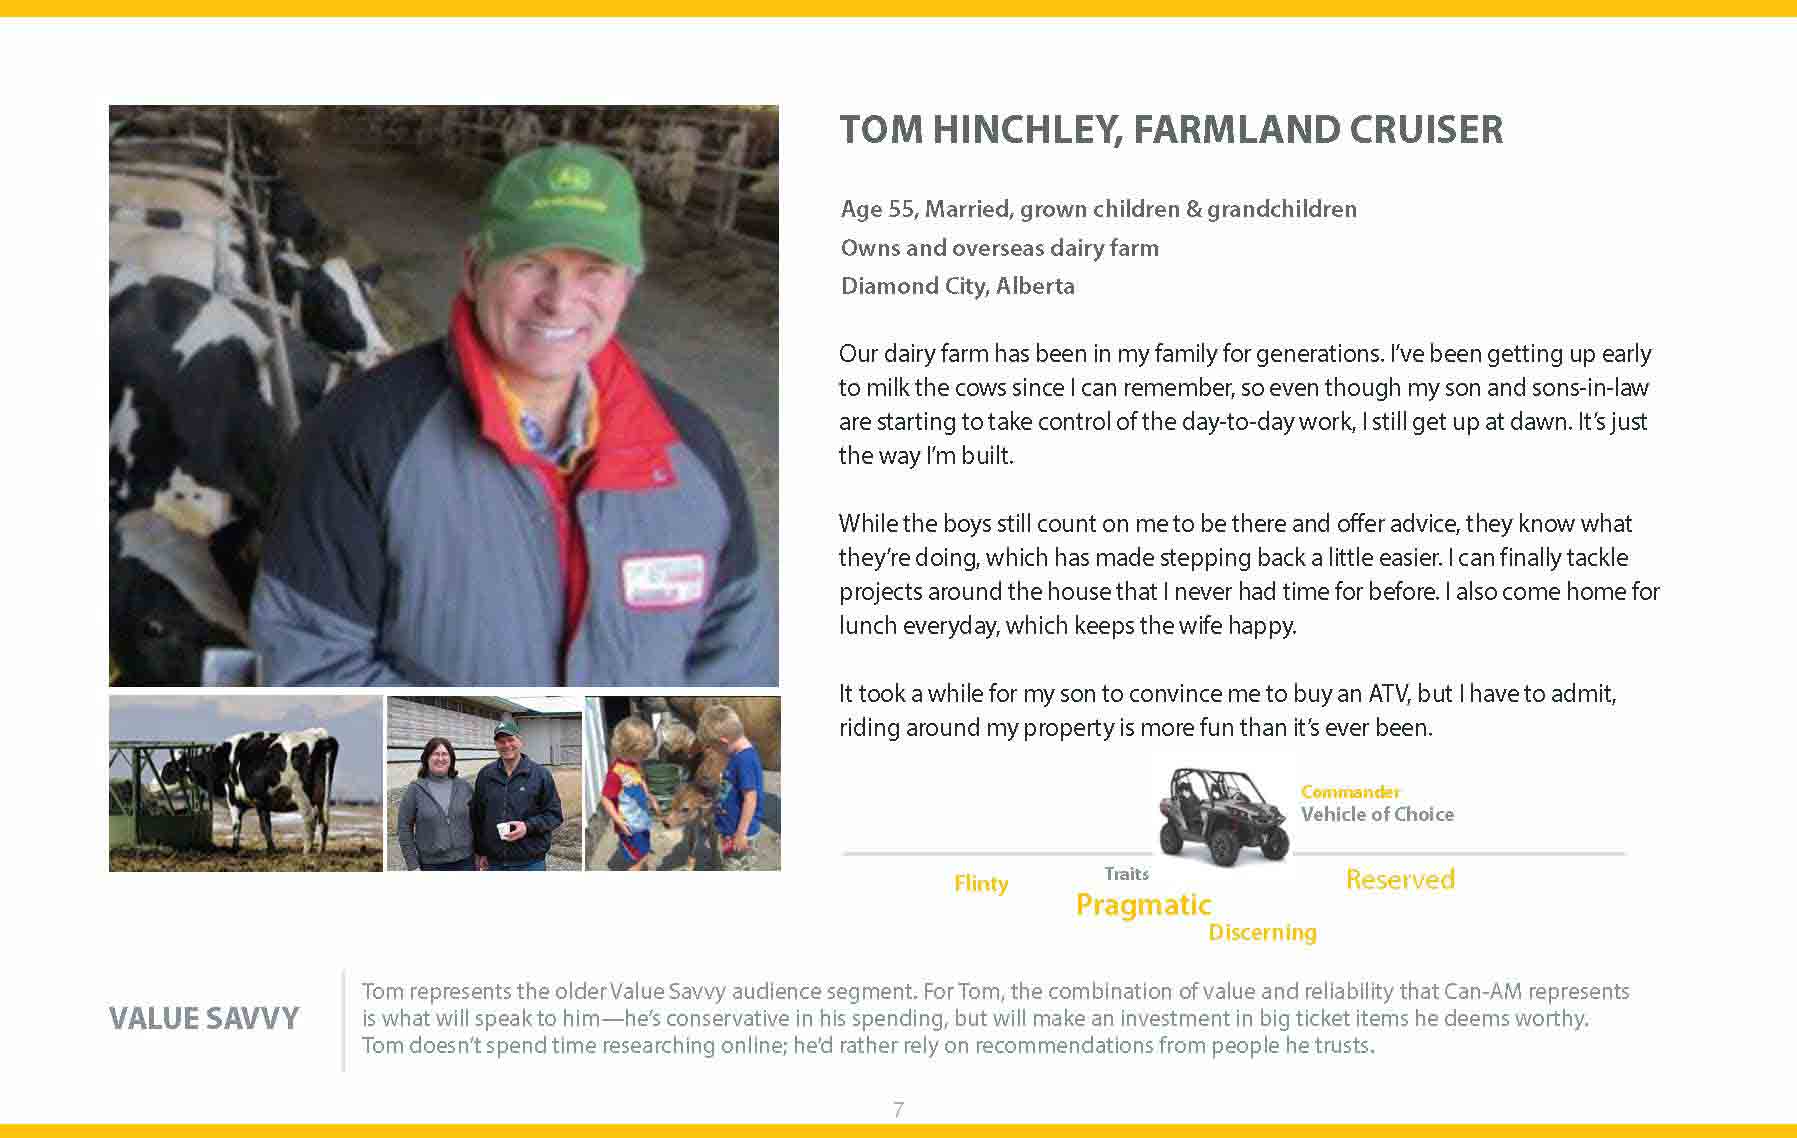 TOM HINCHLEY, FARMLAND CRUISER
Age 55, Married, grown children & grandchildren
Owns and overseas dairy farm
Diamond City, Alberta
Our dairy farm has been in my family for generations. I've been getting up early
to milk the cows since I can remember, so even though my son and sons-in-law
are starting to take control of the day-to-day work, I still get up at dawn. It's just
the way I'm built.
While the boys still count on me to be there and offer advice, they know what
they're doing, which has made stepping back a little easier. I can finally tackle
projects around the house that I never had time for before. I also come home for
lunch everyday, which keeps the wife happy.
It took a while for my son to convince me to buy an ATV, but I have to admit,
riding around my property is more fun than it's ever been.
Commander
Vehicle of Choice
Traits
Flinty
Pragmatic
Discerning
Reserved
VALUE SAVVY
Tom represents the older Value Savvy audience segment. For Tom, the combination of value and reliability that Can-AM represents
is what will speak to him—he's conservative in his spending, but will make an investment in big ticket items he deems worthy.
Tom doesn't spend time researching online; he'd rather rely on recommendations from people he trusts.
7